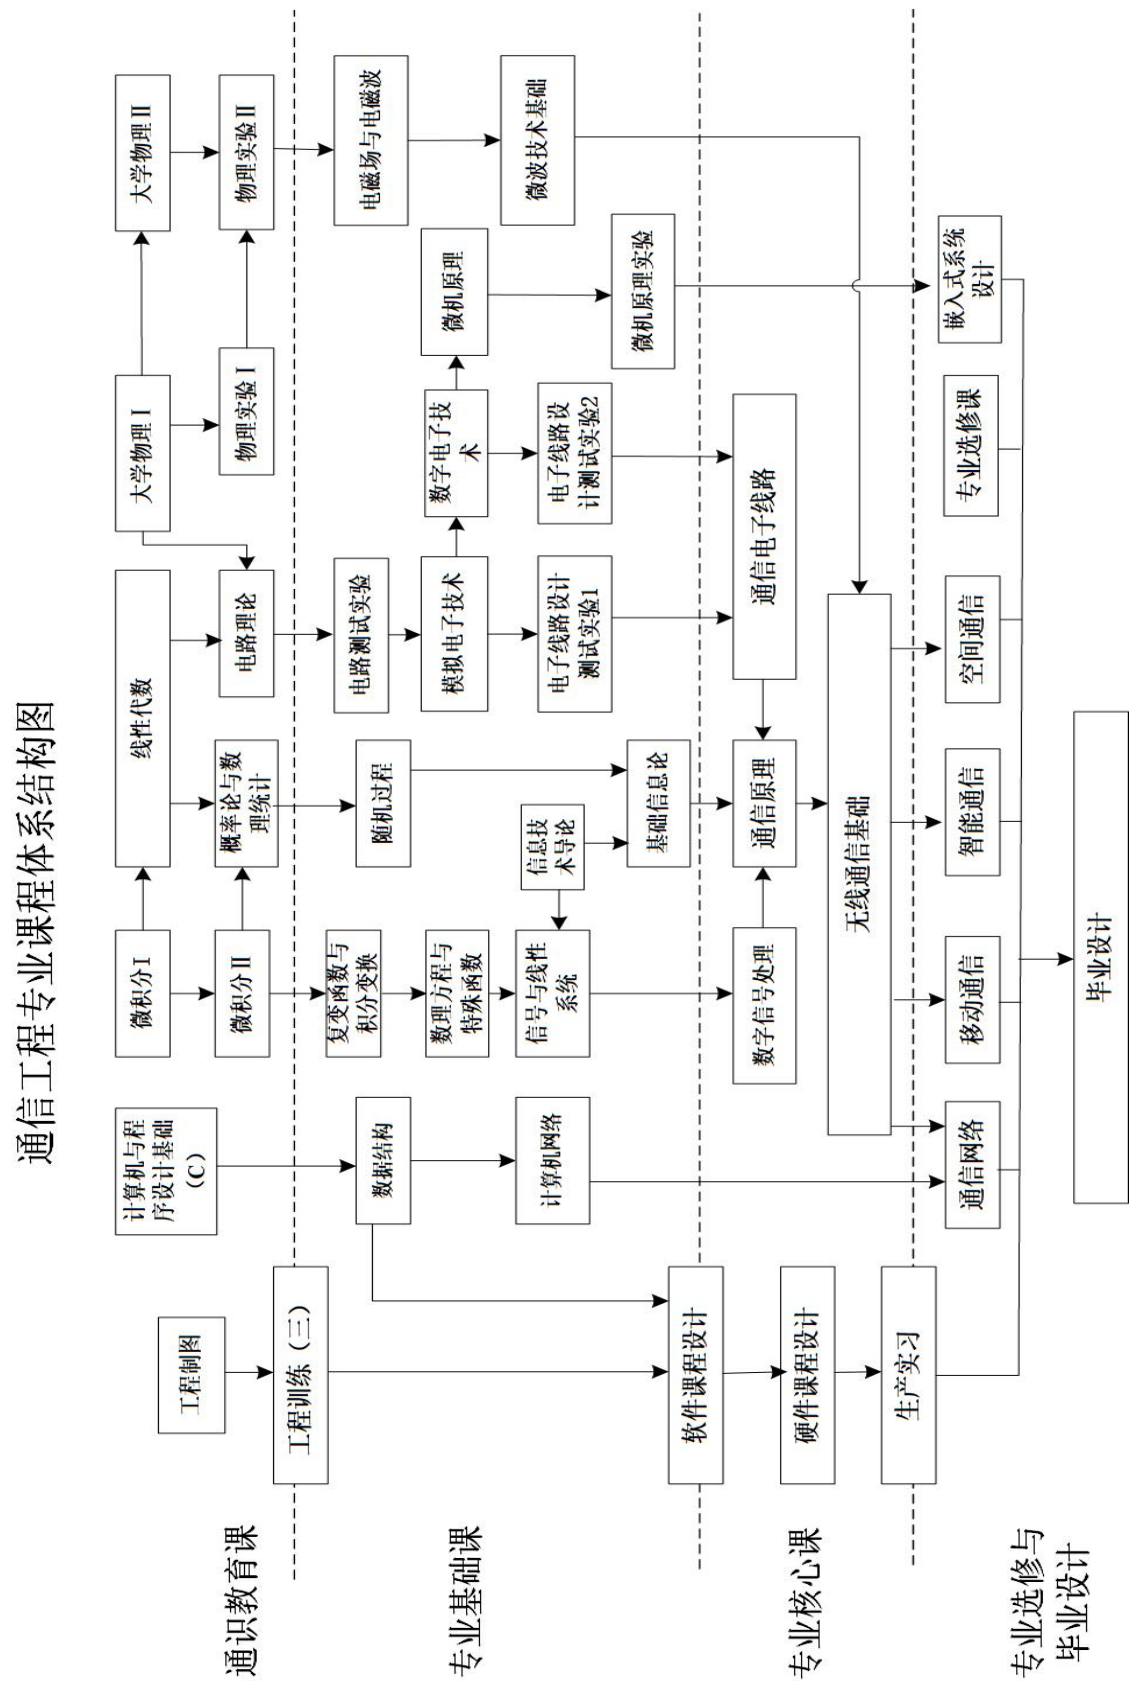 通信工程专业课程体系结构图
通识教育课
工程制图
工程训练（三）
计算机与程
序设计基础
（C）
微积分Ⅰ
微积分Ⅱ
线性代数
概率论与数
理统计
电路理论
大学物理Ⅰ
物理实验Ⅰ
大学物理Ⅱ
物理实验Ⅱ
专业基础课
数据结构
计算机网络
复变函数与
积分变换
数理方程与
特殊函数
信号与线性
系统
随机过程
信息技
术导论
基础信息论
电路测试实验
模拟电子技术
电子线路设计
测试实验1
数字电子技
术
电子线路设
计测试实验2
微机原理
微机原理实验
电磁场与电磁波
微波技术基础
专业核心课
软件课程设计
硬件课程设计
生产实习
数字信号处理
通信原理
通信电子线路
无线通信基础
专业选修与
毕业设计
通信网络
移动通信
智能通信
空间通信
专业选修课
嵌入式系统
设计
毕业设计